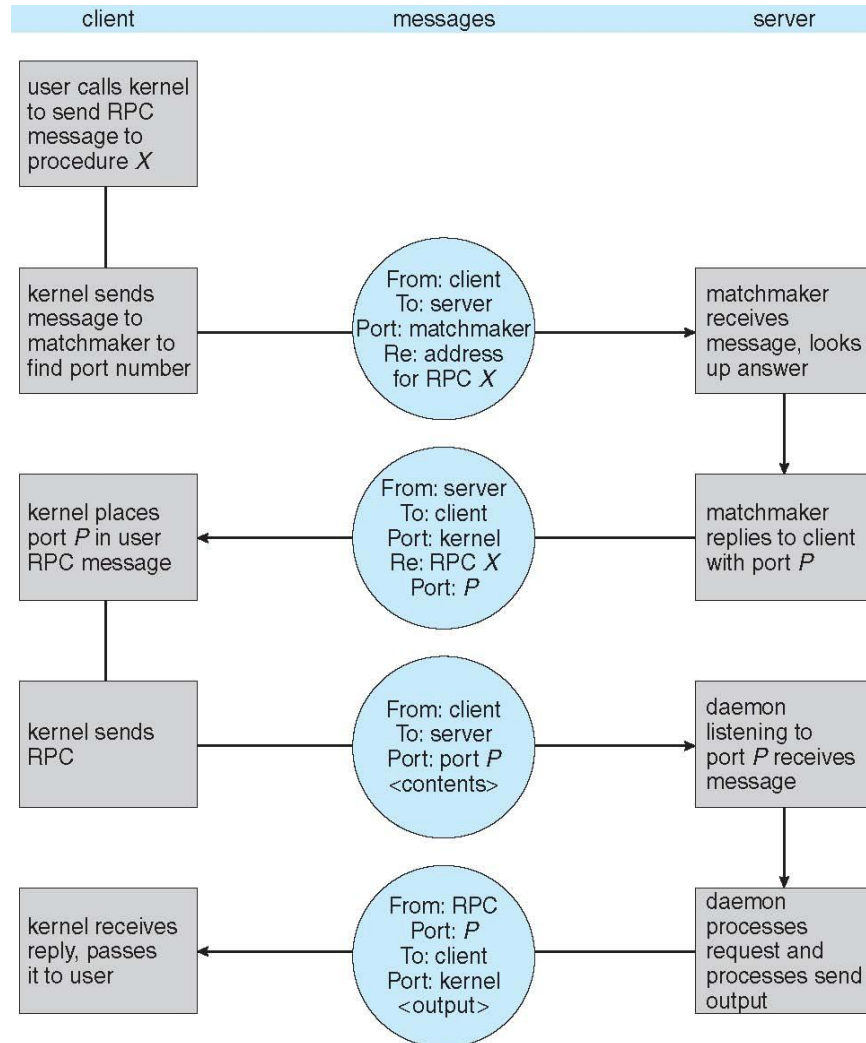 client
messages
server
user calls kernel
to send RPC
message to
procedure X
kernel sends
message to
matchmaker to
find port number
From: client
To: server
Port: matchmaker
Re: address
for RPC X
matchmaker
receives
message, looks
up answer
kernel places
port P in user
RPC message
From: server
To: client
Port: kernel
Re: RPC X
Port: P
matchmaker
replies to client
with port P
kernel sends
RPC
From: client
To: server
Port: port P
<contents>
daemon
listening to
port P receives
message
kernel receives
reply, passes
it to user
From: RPC
Port: P
To: client
Port: kernel
<output>
daemon
processes
request and
processes send
output